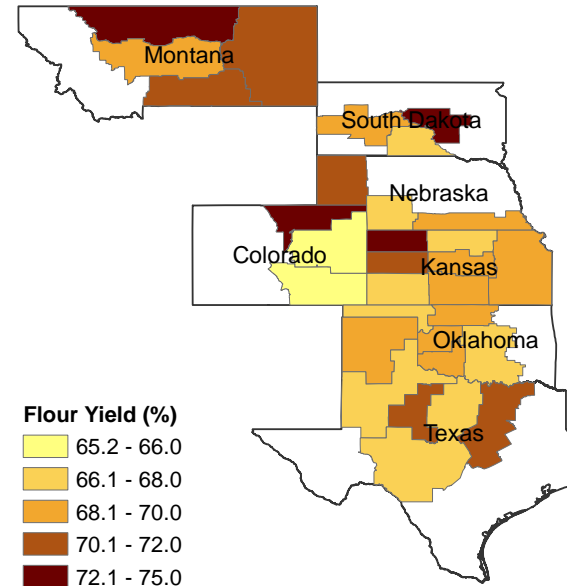 Montana
South Dakota
Nebraska
Colorado
Kansas
Oklahoma
Texas
Flour Yield (%)
65.2 - 66.0
66.1 - 68.0
68.1 - 70.0
70.1 - 72.0
72.1 - 75.0